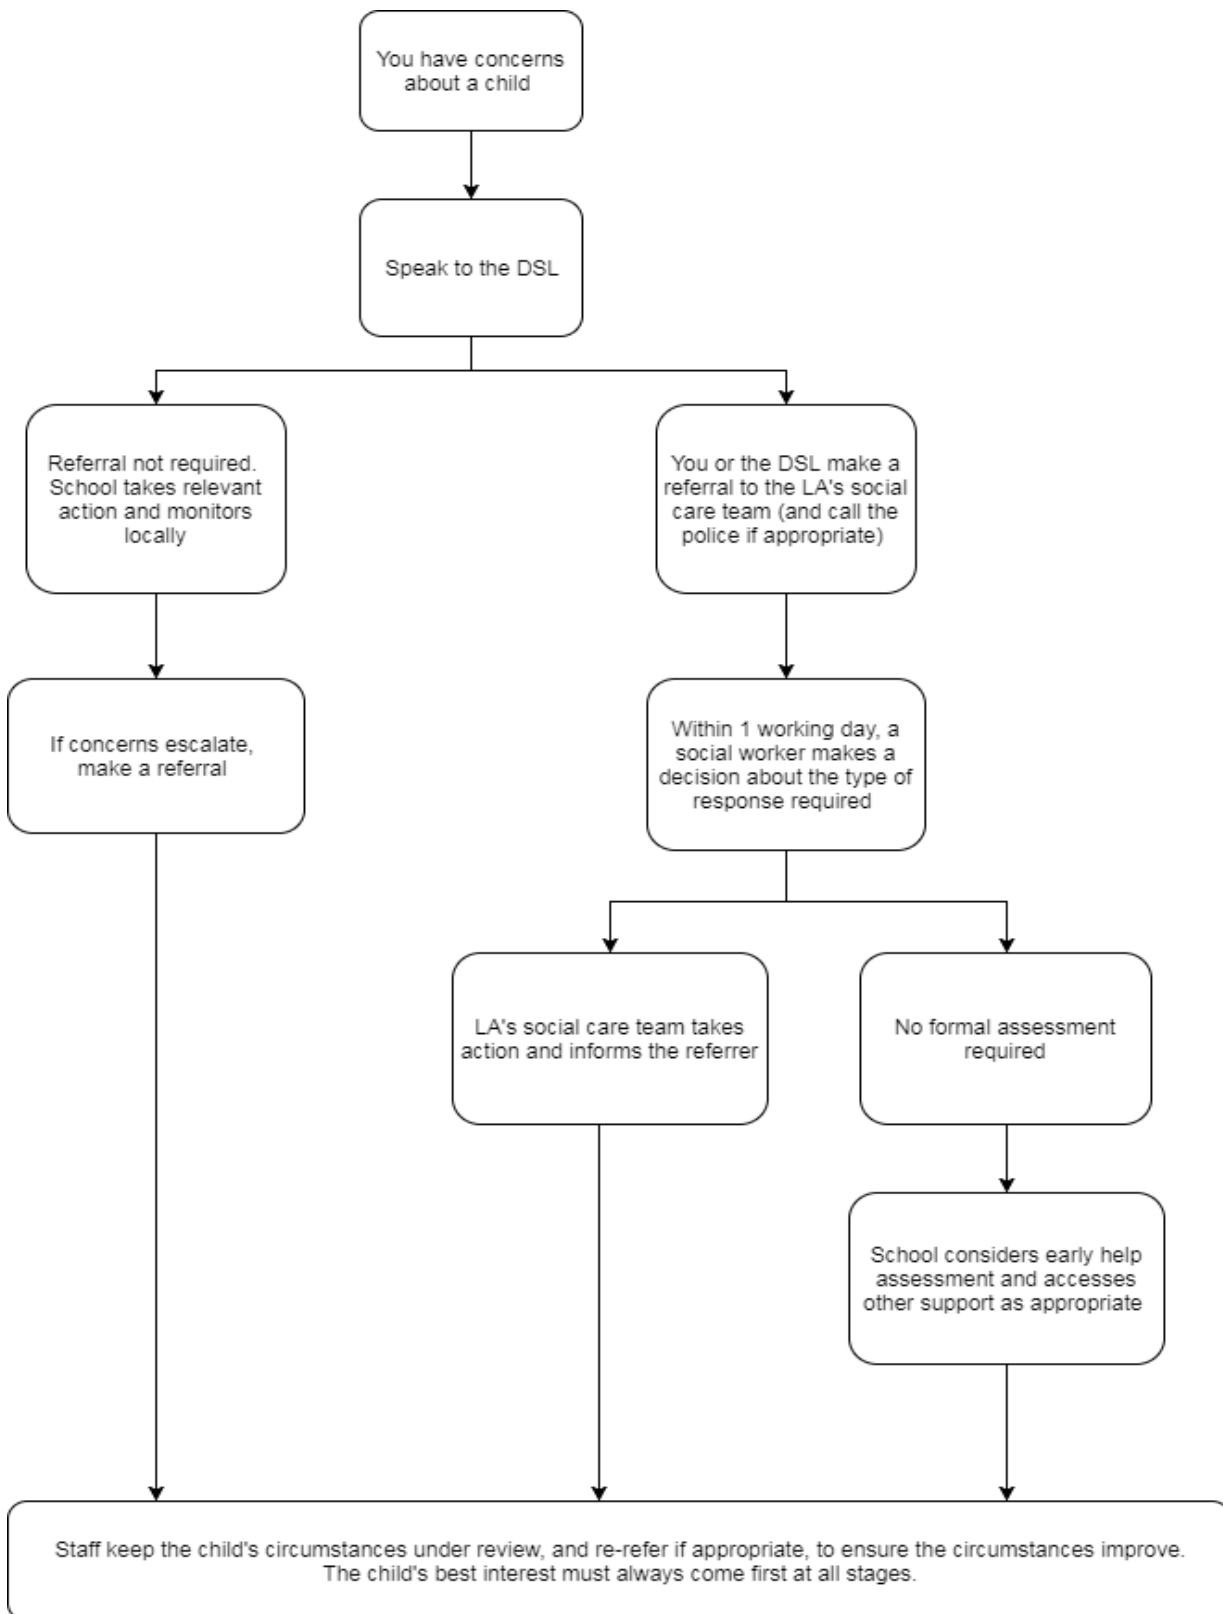 You have concerns
about a child
Speak to the DSL
Referral not required.
School takes relevant
action and monitors
locally
You or the DSL make a
referral to the LA's social
care team (and call the
police if appropriate)
If concerns escalate,
make a referral
Within 1 working day, a
social worker makes a
decision about the type of
response required
LA's social care team takes
action and informs the referrer
No formal assessment
required
School considers early help
assessment and accesses
other support as appropriate
Staff keep the child's circumstances under review, and re-refer if appropriate, to ensure the circumstances improve.
The child's best interest must always come first at all stages.